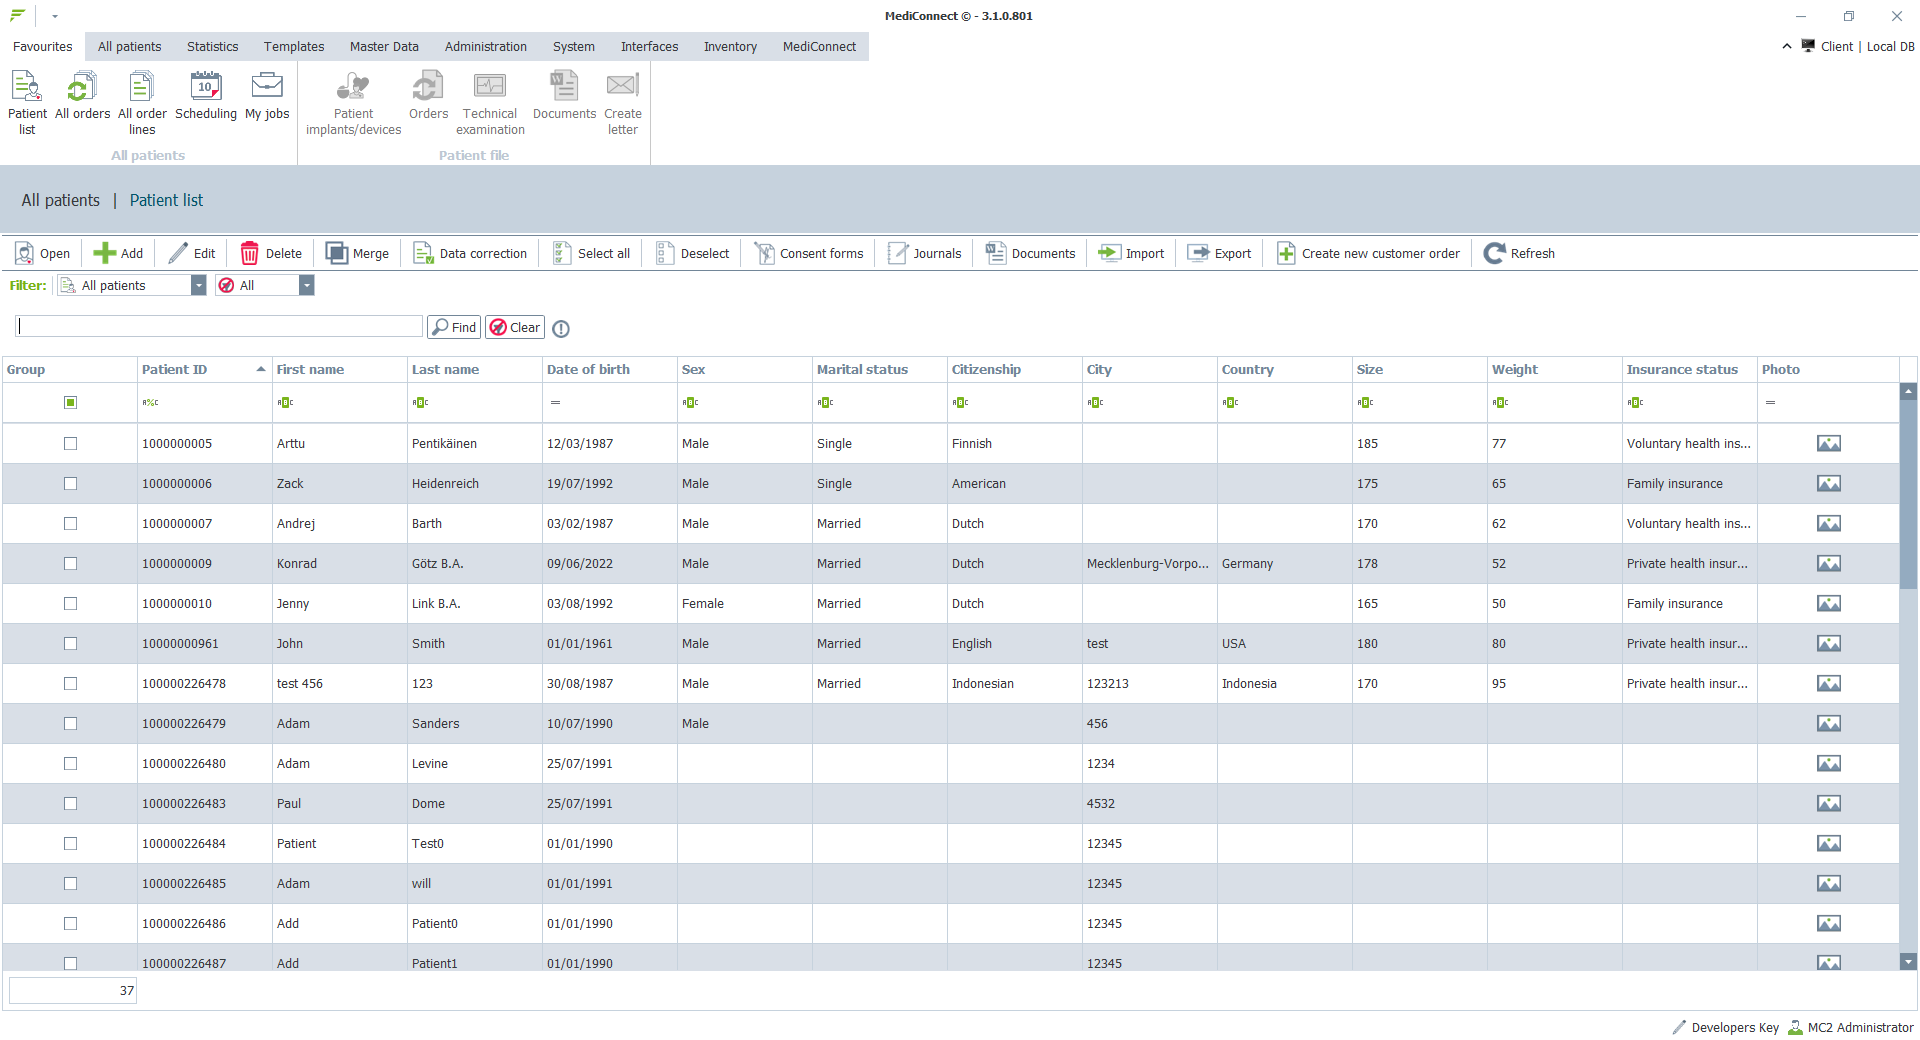 MediConnect © - 3.1.0.801
Favourites All patients Statistics Templates Master Data Administration System Interfaces Inventory MediConnect Client | Local DB
Patient list All orders All order lines Scheduling My jobs Patient implants/devices Orders Technical examination Documents Create letter
All patients Patient file
All patients | Patient list
Open Add Edit Delete Merge Data correction Select all Deselect Consent forms Journals Documents Import Export Create new customer order Refresh
Filter: All patients All
Find Clear
Group Patient ID First name Last name Date of birth Sex Marital status Citizenship City Country Size Weight Insurance status Photo
1000000005 Arttu Pentikäinen 12/03/1987 Male Single Finnish 185 77 Voluntary health ins...
1000000006 Zack Heidenreich 19/07/1992 Male Single American 175 65 Family insurance
1000000007 Andrej Barth 03/02/1987 Male Married Dutch 170 62 Voluntary health ins...
1000000009 Konrad Götz B.A. 09/06/2022 Male Married Dutch Mecklenburg-Vorpo... Germany 178 52 Private health insur...
1000000010 Jenny Link B.A. 03/08/1992 Female Married Dutch 165 50 Family insurance
10000000961 John Smith 01/01/1961 Male Married English test USA 180 80 Private health insur...
100000226478 test 456 123 30/08/1987 Male Married Indonesian 123213 Indonesia 170 95 Private health insur...
100000226479 Adam Sanders 10/07/1990 Male 456
100000226480 Adam Levine 25/07/1991 1234
100000226483 Paul Dome 25/07/1991 4532
100000226484 Patient Test0 01/01/1990 12345
100000226485 Adam will 01/01/1991 12345
100000226486 Add Patient0 01/01/1990 12345
100000226487 Add Patient1 01/01/1990 12345
37
Developers Key MC2 Administrator